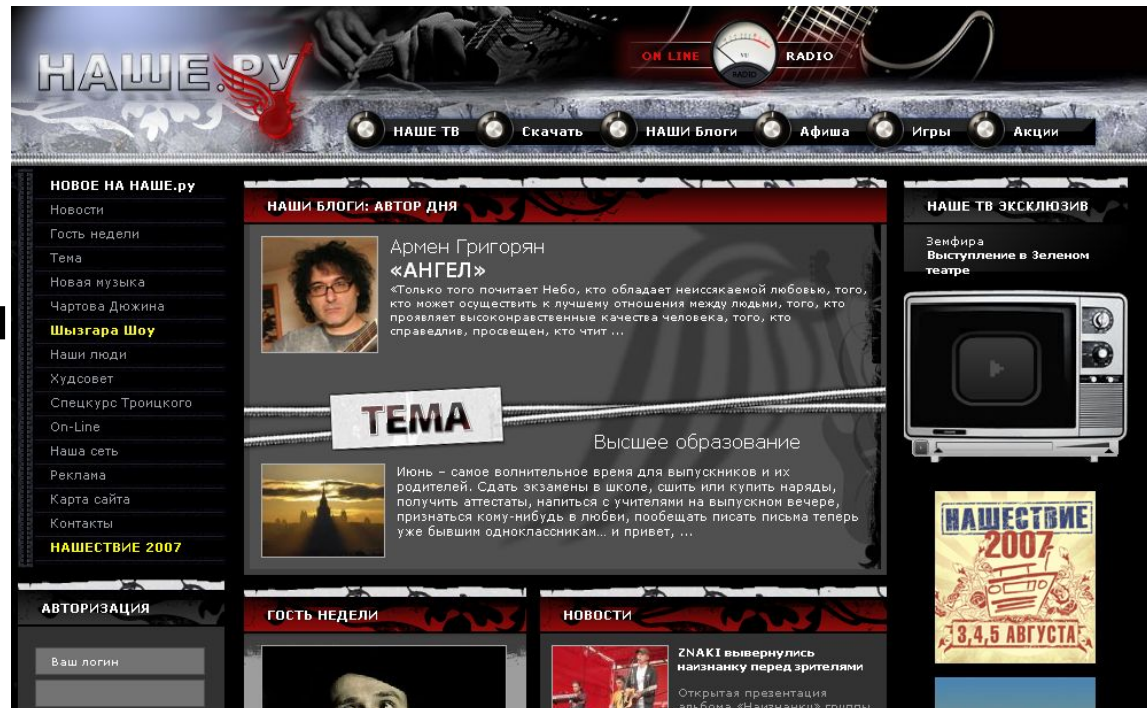 НАШЕ.РУ
ON LINE
RADIO
VU
RADIO
НАШЕ ТВ
Скачать
НАШИ Блоги
Афиша
Игры
Акции
НОВОЕ НА НАШЕ.ру
Новости
Гость недели
Тема
Новая музыка
Чартова Дюжина
Шызгара Шоу
Наши люди
Худсовет
Спецкурс Троицкого
On-Line
Наша сеть
Реклама
Карта сайта
Контакты
НАШЕСТВИЕ 2007
АВТОРИЗАЦИЯ
Ваш логин
НАШИ БЛОГИ: АВТОР ДНЯ
Армен Григорян
«АНГЕЛ»
«Только того почитает Небо, кто обладает неиссякаемой любовью, того,
кто может осуществить к лучшему отношения между людьми, того, кто
проявляет высоконравственные качества человека, того, кто
справедлив, просвещен, кто чтит ...
ТЕМА
Высшее образование
Июнь – самое волнительное время для выпускников и их
родителей. Сдать экзамены в школе, сшить или купить наряды,
получить аттестаты, напиться с учителями на выпускном вечере,
признаться кому-нибудь в любви, пообещать писать письма теперь
уже бывшим одноклассникам... и привет, ...
ГОСТЬ НЕДЕЛИ
НОВОСТИ
ZNAKI вывернулись
наизнанку перед зрителями
Открытая презентация
альбома «Наизнанку» группы
НАШЕ ТВ ЭКСКЛЮЗИВ
Земфира
Выступление в Зеленом
театре
НАШЕСТВИЕ
2007
3,4,5 АВГУСТА